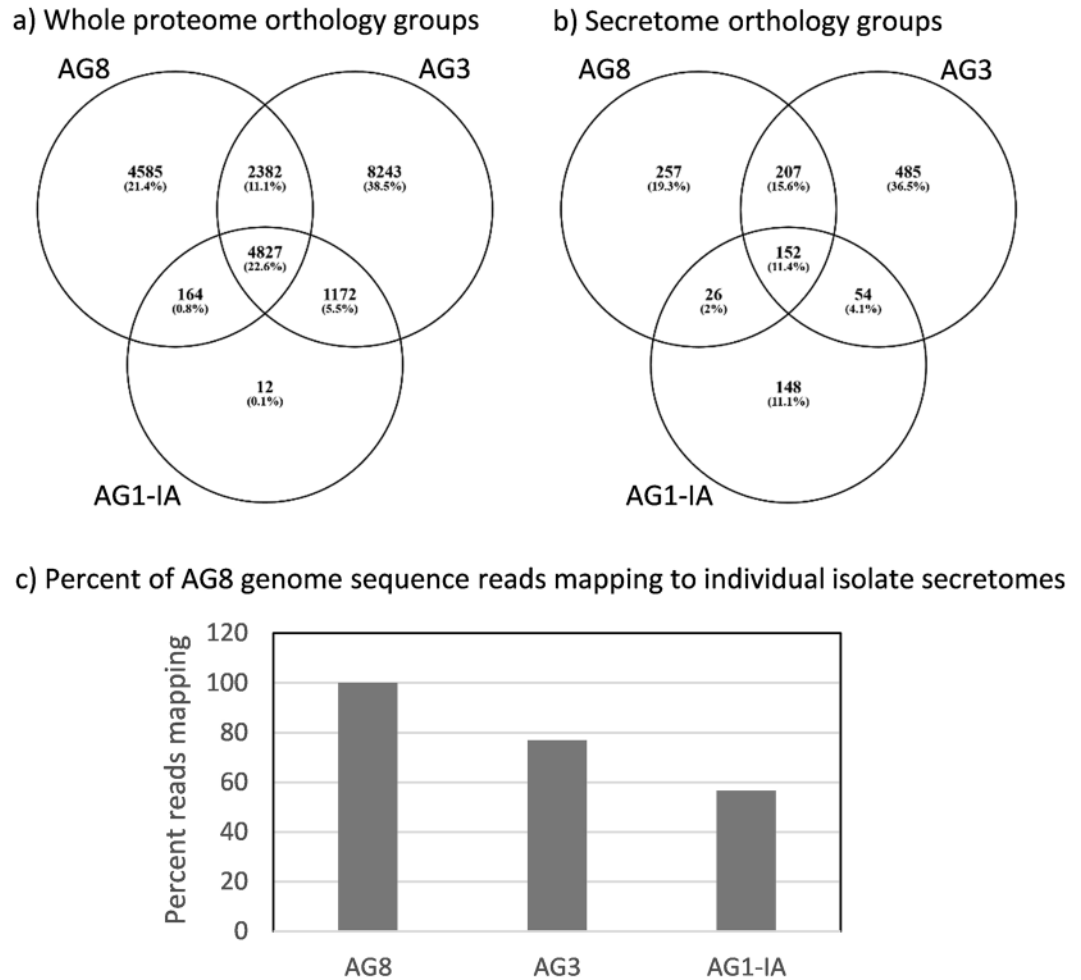 a) Whole proteome orthology groups
b) Secretome orthology groups
AG8
AG3
4585
(21.4%)
2382
(11.1%)
8243
(38.5%)
4827
(22.6%)
164
(0.8%)
1172
(5.5%)
12
(0.1%)
AG1-IA
AG8
AG3
257
(19.3%)
207
(15.6%)
485
(36.5%)
152
(11.4%)
26
(2%)
54
(4.1%)
148
(11.1%)
AG1-IA
c) Percent of AG8 genome sequence reads mapping to individual isolate secretomes
Percent reads mapping
120
100
80
60
40
20
0
AG8
AG3
AG1-IA